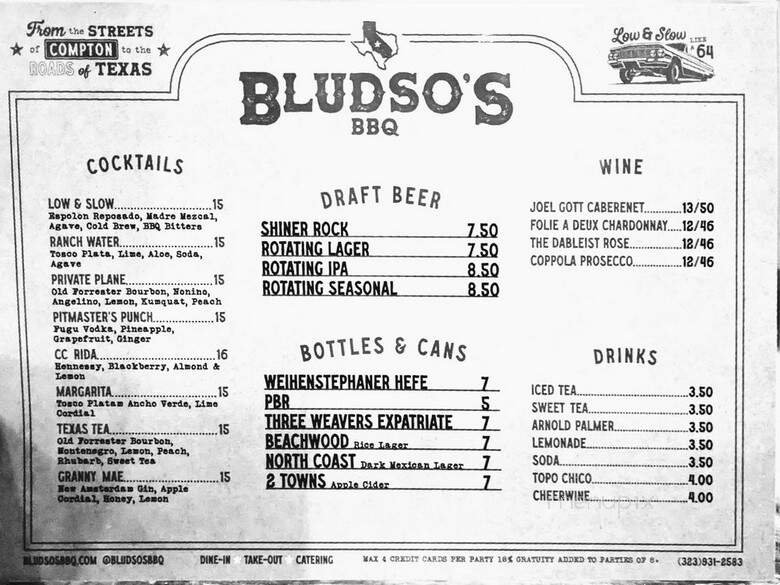 From the STREETS
of COMPTON to the
ROADS of TEXAS
BLUDSO'S
BBQ
Low & Slow LIKE
A 64
COCKTAILS
LOW & SLOW 15
Espolon Reposado, Madre Mezcal,
Agave, Cold Brew, BBQ Bitters
RANCH WATER 15
Tosco Plata, Lime, Aloe, Soda,
Agave
PRIVATE PLANE 15
Old Forrester Bourbon, Nonino,
Angelino, Lemon, Kumquat, Peach
PITMASTER'S PUNCH 15
Fugu Vodka, Pineapple,
Grapefruit, Ginger
CC RIDA 16
Hennessy, Blackberry, Almond &
Lemon
MARGARITA 15
Tosco Platam Ancho Verde, Lime
Cordial
TEXAS TEA 15
Old Forrester Bourbon,
Montenegro, Lemon, Peach,
Rhubarb, Sweet Tea
GRANNY MAE 15
New Amsterdam Gin, Apple
Cordial, Honey, Lemon
DRAFT BEER
SHINER ROCK 7.50
ROTATING LAGER 7.50
ROTATING IPA 8.50
ROTATING SEASONAL 8.50
BOTTLES & CANS
WEIHENSTEPHANER HEFE 7
PBR 5
THREE WEAVERS EXPATRIATE 7
BEACHWOOD Rice Lager 7
NORTH COAST Dark Mexican Lager 7
2 TOWNS Apple Cider 7
WINE
JOEL GOTT CABERENET 13/50
FOLIE A DEUX CHARDONNAY 12/46
THE DABLEIST ROSE 12/46
COPPOLA PROSECCO 12/46
DRINKS
ICED TEA 3.50
SWEET TEA 3.50
ARNOLD PALMER 3.50
LEMONADE 3.50
SODA 3.50
TOPO CHICO 4.00
CHEERWINE 4.00
menupix
BLUDSOSBBQ.COM @BLUDSOSBBQ DINE-IN TAKE-OUT CATERING MAX 4 CREDIT CARDS PER PARTY 18% GRATUITY ADDED TO PARTIES OF 8+ (323)931-2583